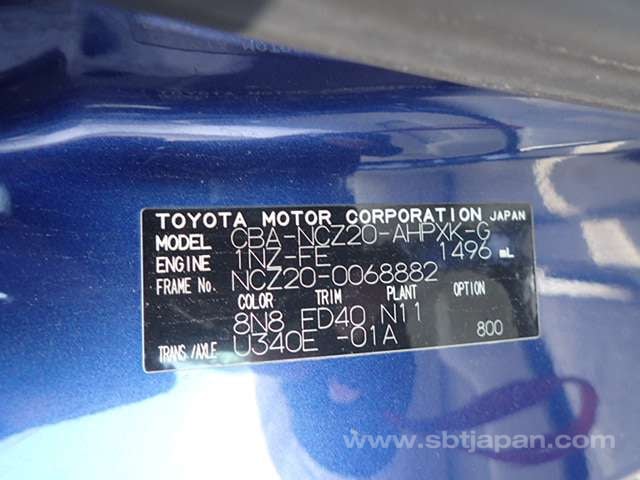 TOYOTA MOTOR CORPORATION JAPAN
MODEL CBA-NCZ20-AHPXK-G
ENGINE 1NZ-FE 1496 mL
FRAME No. NCZ20-0068882
COLOR TRIM PLANT OPTION
8N8 ED40 N11
TRANS./AXLE U340E -01A 800
www.sbtjapan.com